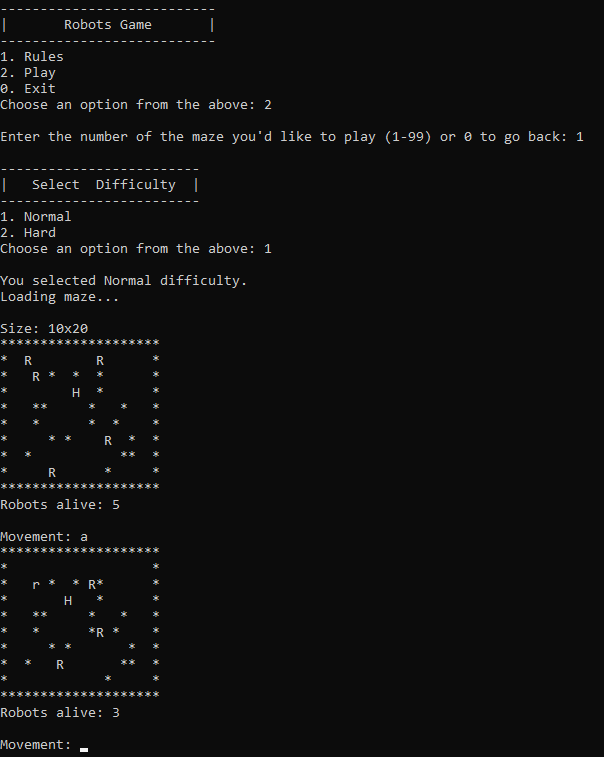 ---------------------------
|       Robots Game       |
---------------------------
1. Rules
2. Play
0. Exit
Choose an option from the above: 2
Enter the number of the maze you'd like to play (1-99) or 0 to go back: 1
-------------------------
|   Select  Difficulty  |
-------------------------
1. Normal
2. Hard
Choose an option from the above: 1
You selected Normal difficulty.
Loading maze...
Size: 10x20
********************
*  R        R      *
*   R *  *  *      *
*        H  *      *
*   **     *   *   *
*   *      *  *    *
*     * *    R  *  *
*  *           **  *
*     R      *     *
********************
Robots alive: 5
Movement: a
********************
*                  *
*   r *  * R*      *
*       H   *      *
*   **     *   *   *
*   *      *R *    *
*     * *       *  *
*  *   R       **  *
*            *     *
********************
Robots alive: 3
Movement: